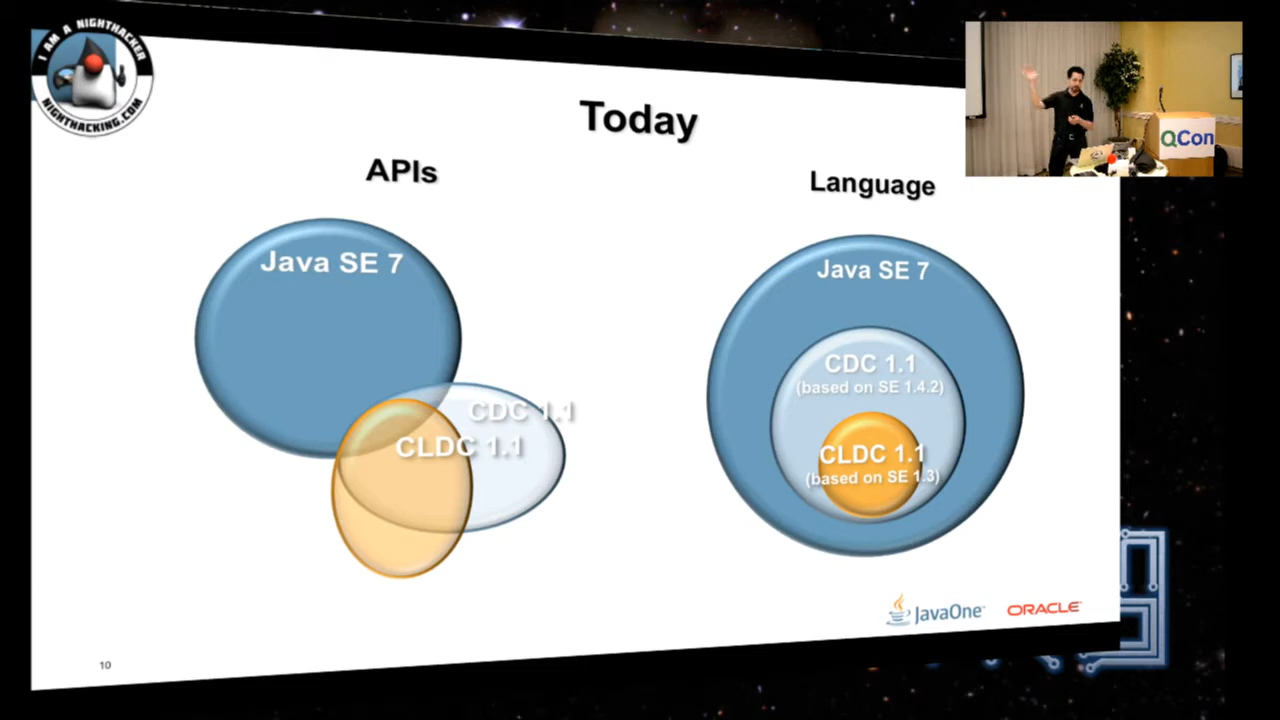 I AM A NIGHTHACKER
NIGHTHACKING.COM
Today
APIs
Language
Java SE 7
CDC 1.1
CLDC 1.1
Java SE 7
CDC 1.1
(based on SE 1.4.2)
CLDC 1.1
(based on SE 1.3)
QCon
JavaOne
ORACLE
10